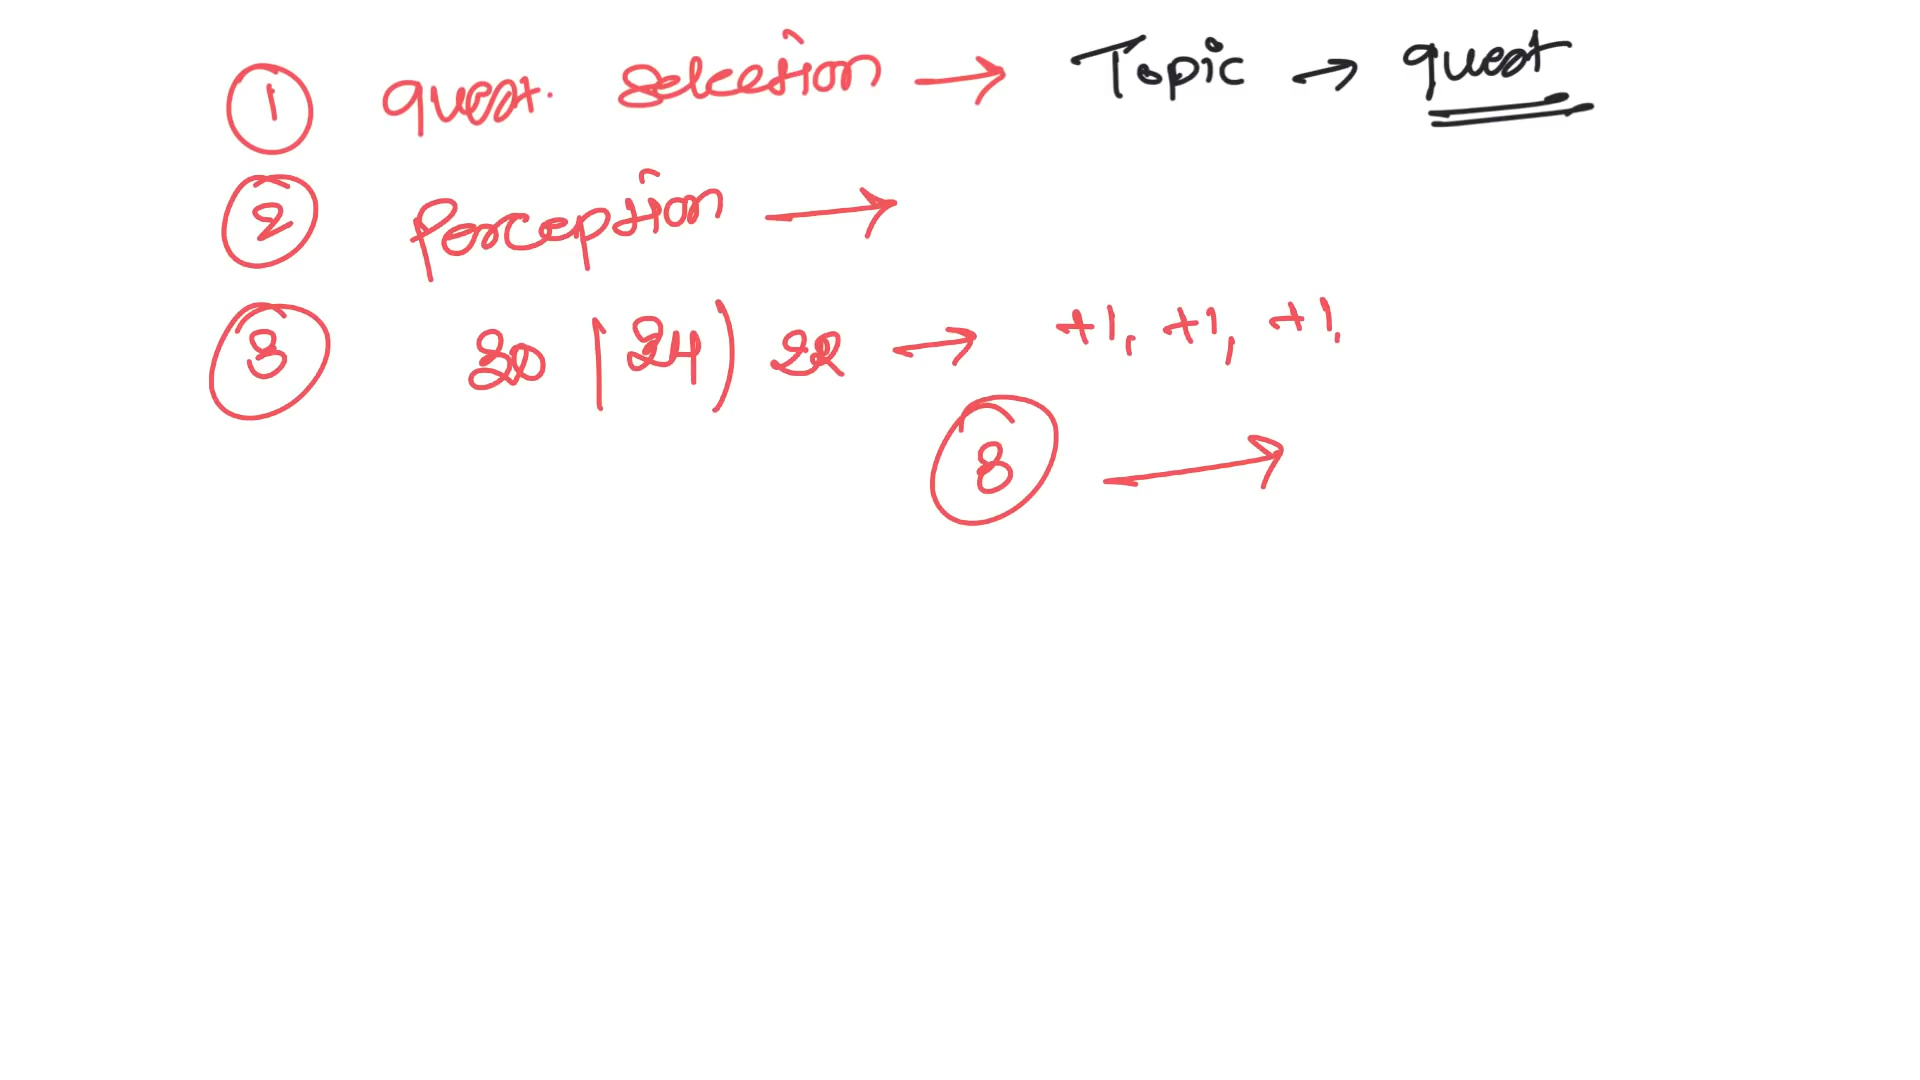 ① quest. Selection → Topic → quest
② Perception →
③ 20 | 24) 22 → +1, +1, +1,
⑧ →